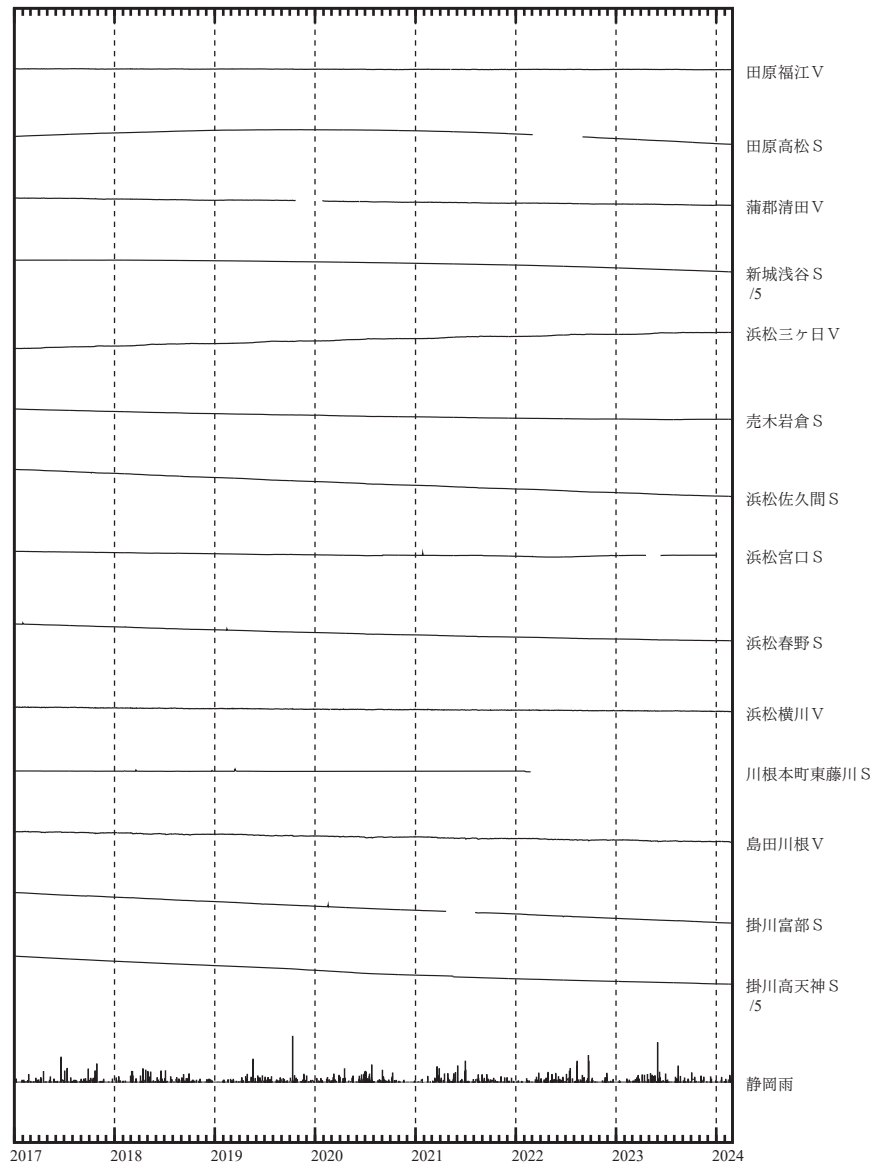 田原福江V
田原高松S
蒲郡清田V
新城浅谷S
/5
浜松三ヶ日V
売木岩倉S
浜松佐久間S
浜松宮口S
浜松春野S
浜松横川V
川根本町東藤川S
島田川根V
掛川富部S
掛川高天神S
/5
静岡雨
2017 2018 2019 2020 2021 2022 2023 2024